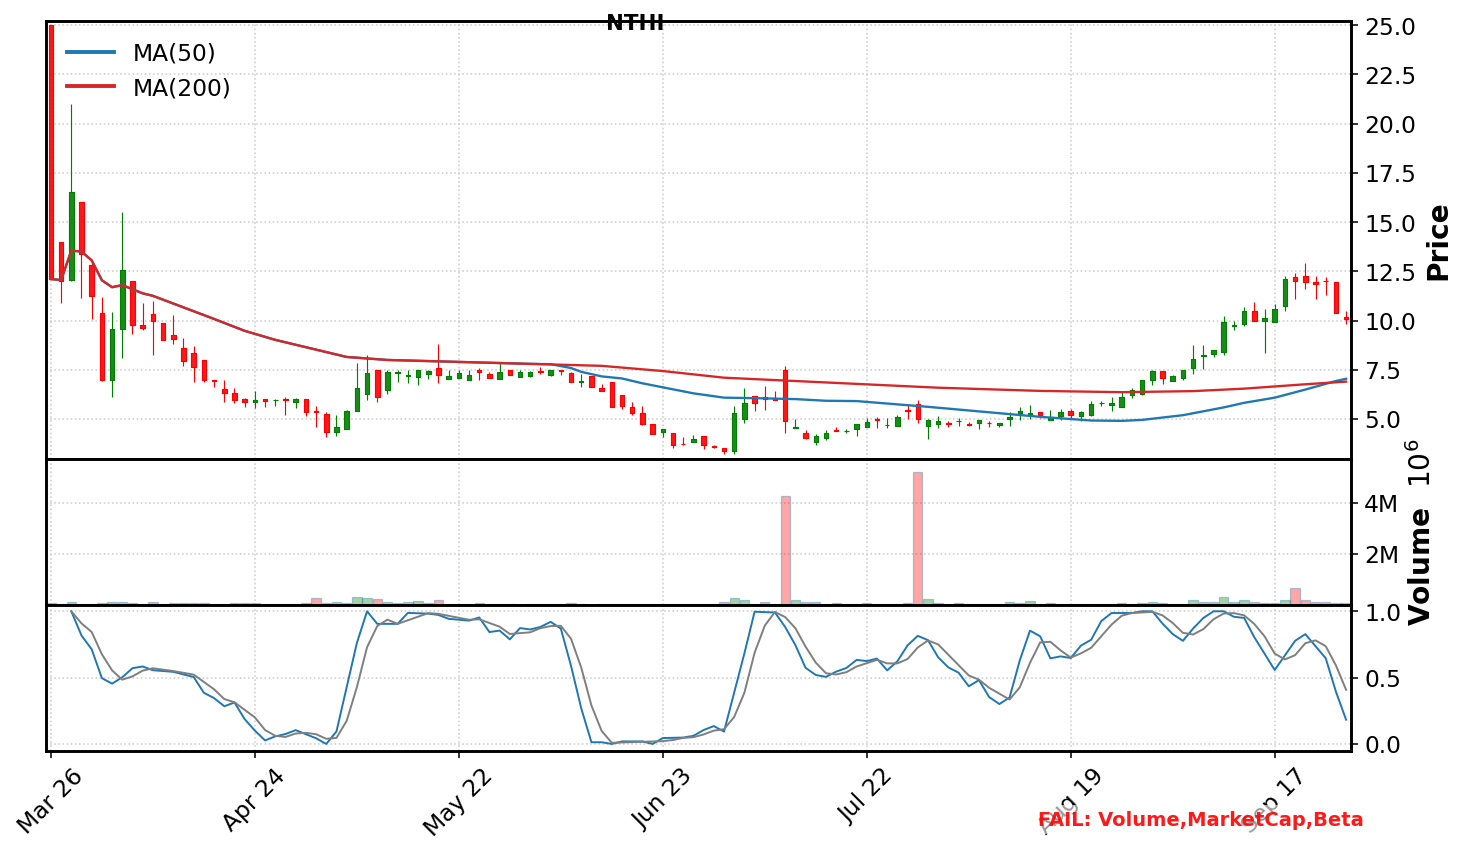 NTHI
MA(50)
MA(200)
25.0
22.5
20.0
17.5
15.0
12.5
10.0
7.5
5.0
Price
4M
2M
Volume 10⁶
1.0
0.5
0.0
Mar 26
Apr 24
May 22
Jun 23
Jul 22
Aug 19
Sep 17
FAIL: Volume,MarketCap,Beta